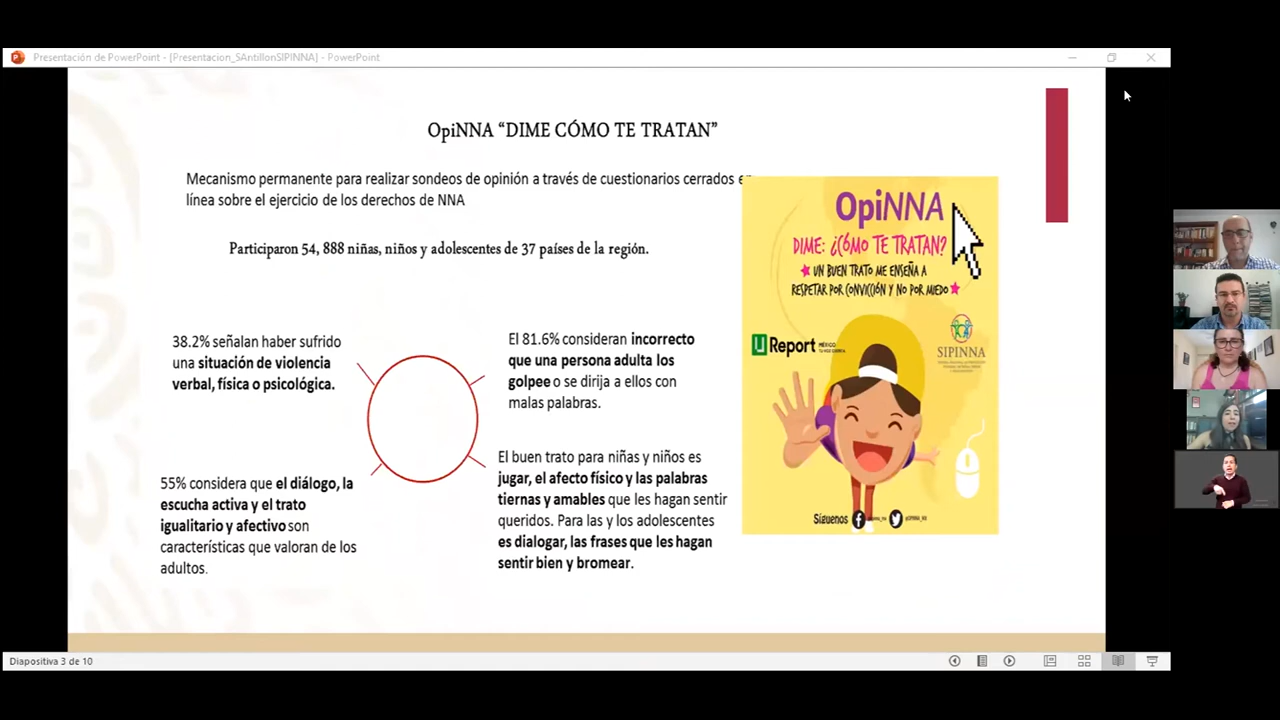 Presentación de PowerPoint - [Presentacion_SAntillonSIPINNA] - PowerPoint
OpiNNA “DIME CÓMO TE TRATAN”
Mecanismo permanente para realizar sondeos de opinión a través de cuestionarios cerrados en
línea sobre el ejercicio de los derechos de NNA
Participaron 54, 888 niñas, niños y adolescentes de 37 países de la región.
38.2% señalan haber sufrido
una situación de violencia
verbal, física o psicológica.
El 81.6% consideran incorrecto
que una persona adulta los
golpee o se dirija a ellos con
malas palabras.
55% considera que el diálogo, la
escucha activa y el trato
igualitario y afectivo son
características que valoran de los
adultos.
El buen trato para niñas y niños es
jugar, el afecto físico y las palabras
tiernas y amables que les hagan sentir
queridos. Para las y los adolescentes
es dialogar, las frases que les hagan
sentir bien y bromear.
OpiNNA
DIME: ¿CÓMO TE TRATAN?
UN BUEN TRATO ME ENSEÑA A
RESPETAR POR CONVICCIÓN Y NO POR MIEDO
U Report MÉXICO
SIPINNA
Síguenos
Diapositiva 3 de 10